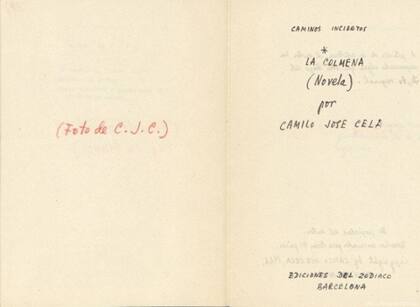 (Foto de C. J. C.)
CAMINOS INCIERTOS
*
LA COLMENA
(Novela)
por
CAMILO JOSE CELA
EDICIONES DEL ZODIACO
BARCELONA